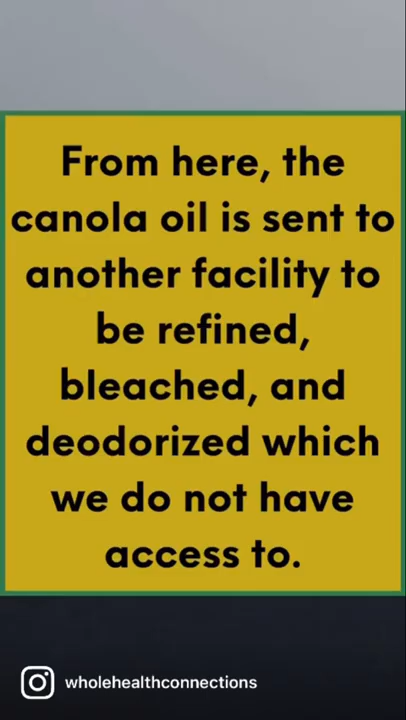 From here, the
canola oil is sent to
another facility to
be refined,
bleached, and
deodorized which
we do not have
access to.
wholehealthconnections